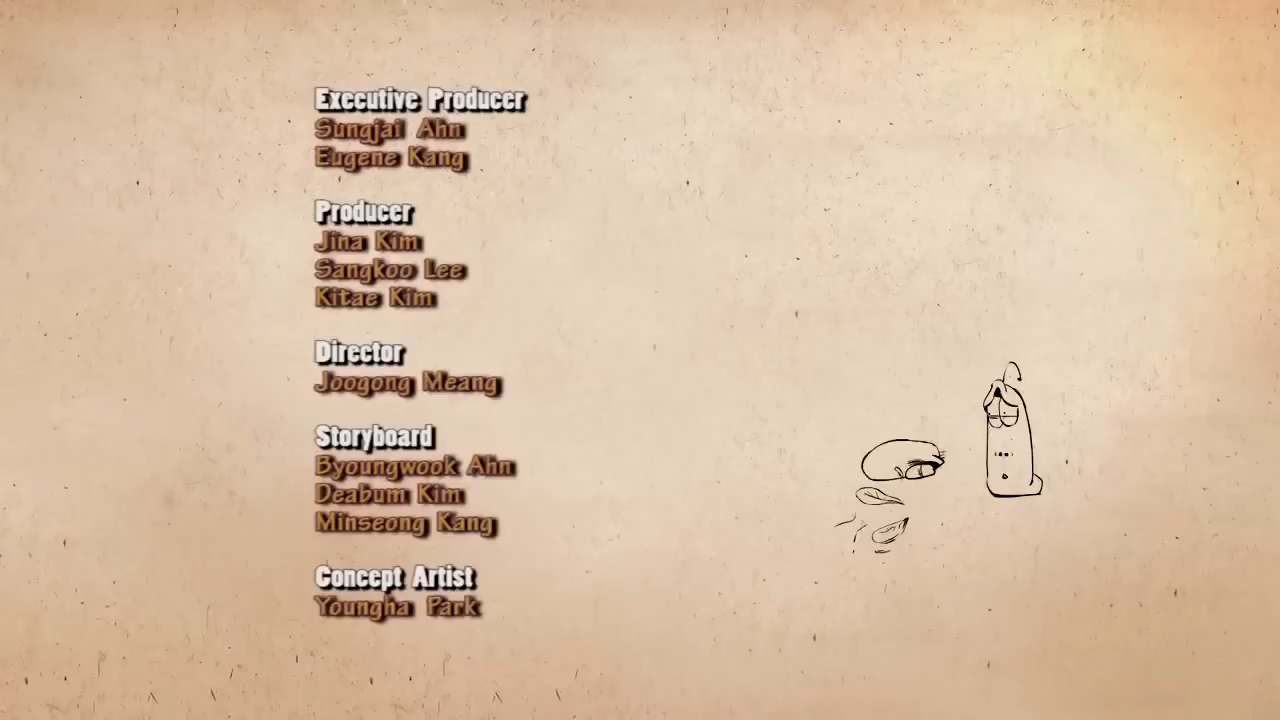 Executive Producer
Sungjai Ahn
Eugene Kang
Producer
Jina Kim
Sangkoo Lee
Kitae Kim
Director
Joogong Meang
Storyboard
Byoungwook Ahn
Deabum Kim
Minseong Kang
Concept Artist
Youngha Park